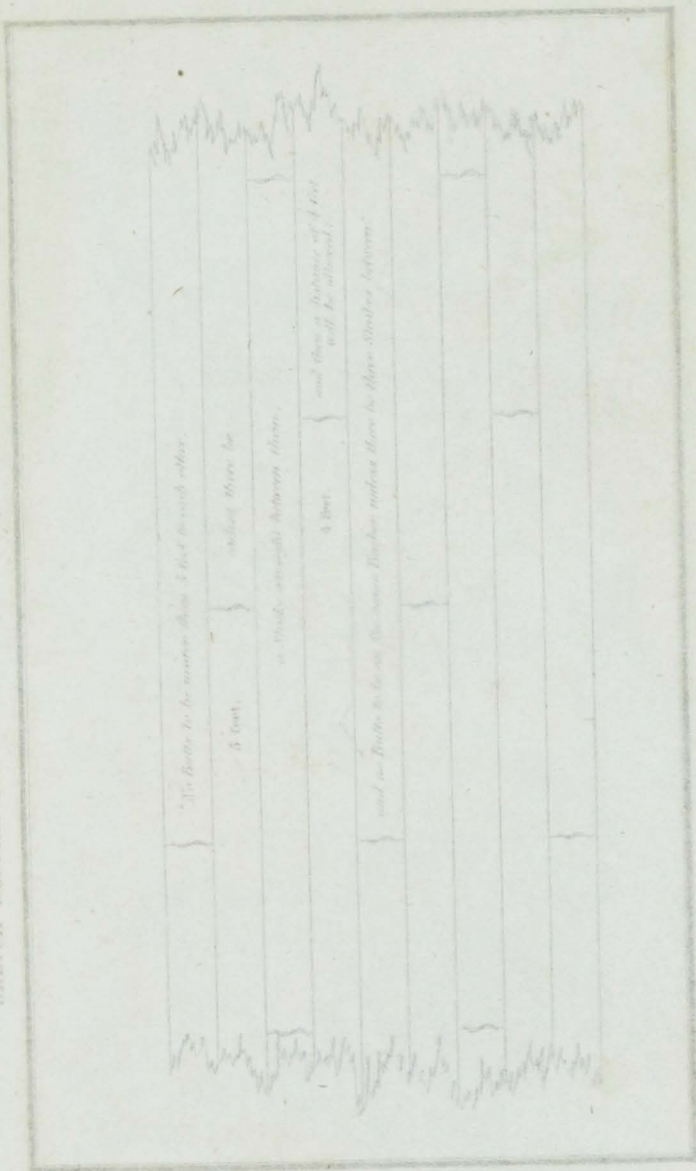 "No Butts to be nearer than 5 feet to each other,
unless there be
5 feet.
a Strake wrought between them,
and then a distance of 4 feet
will be allowed;
4 feet.
and no Butts to be on the same Timber, unless there be three Strakes between"